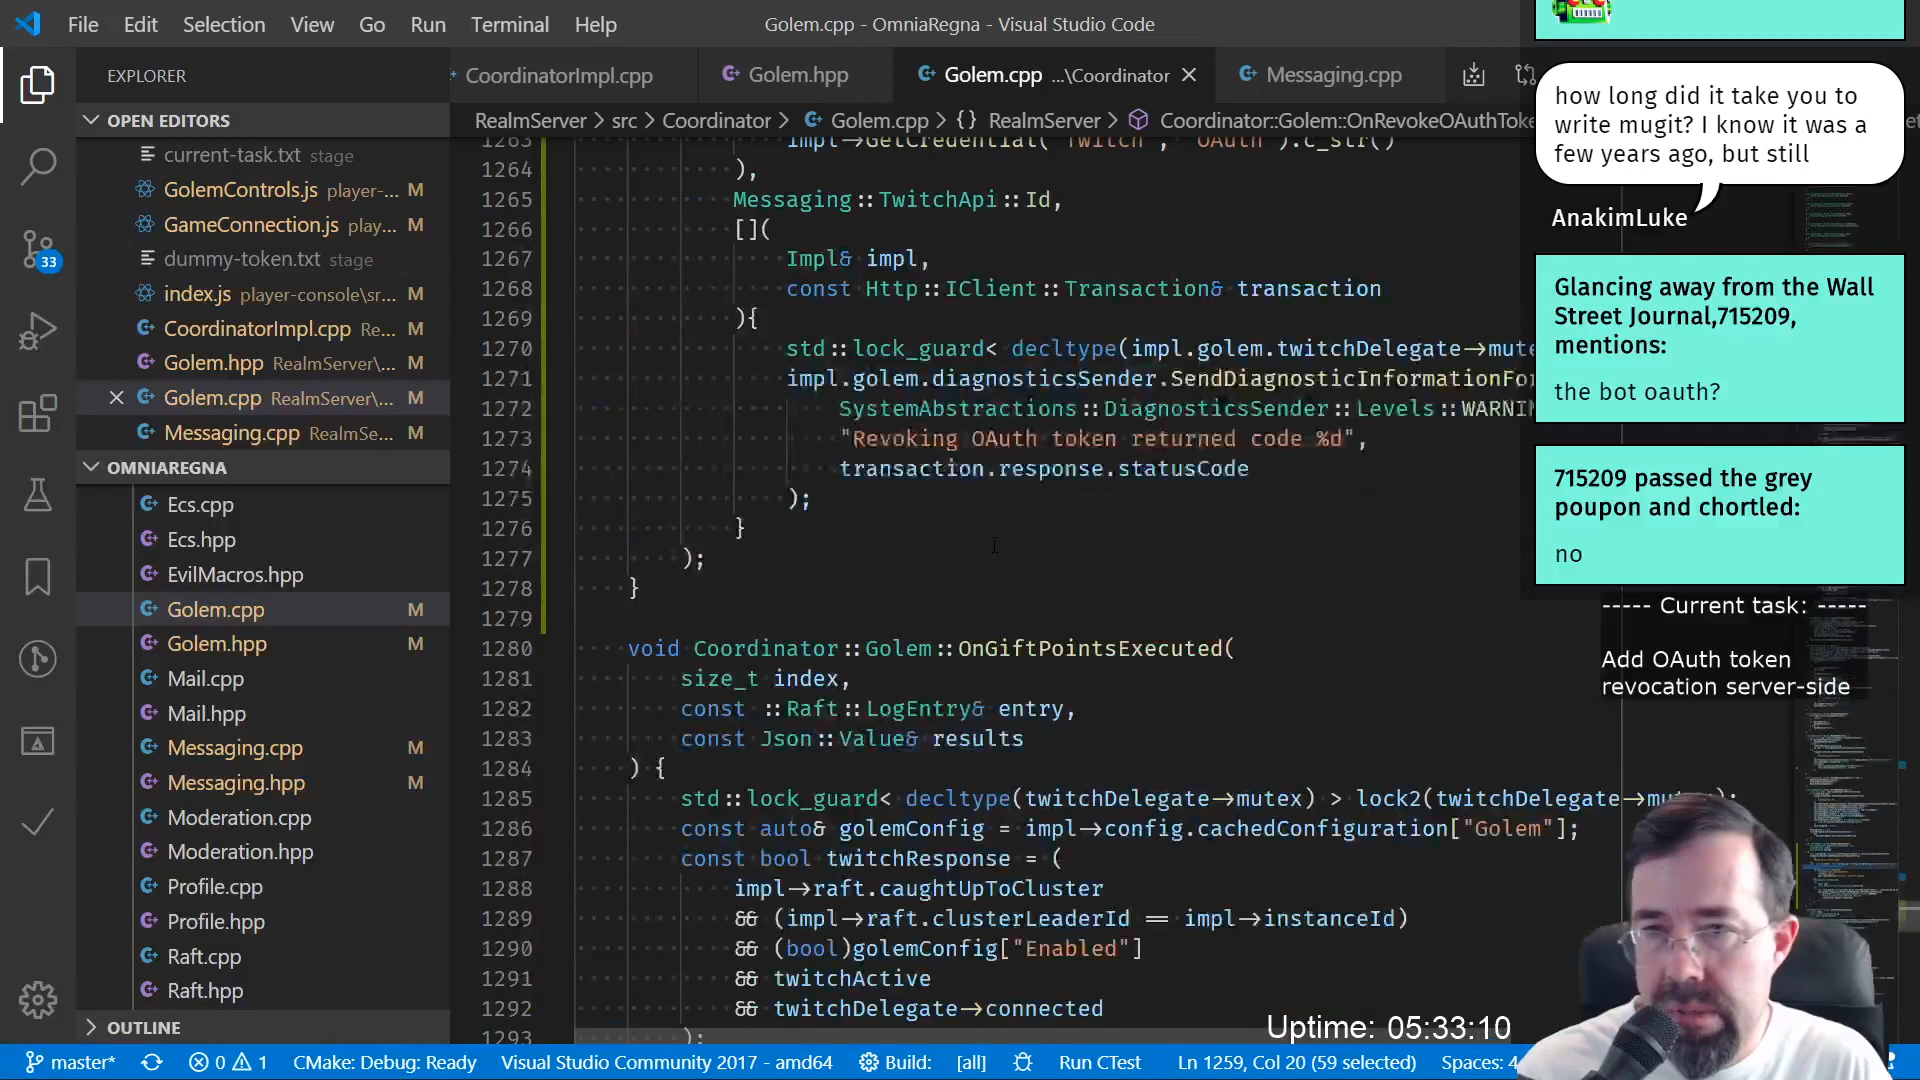 File Edit Selection View Go Run Terminal Help
Golem.cpp - OmniaRegna - Visual Studio Code
EXPLORER
OPEN EDITORS
current-task.txt stage
GolemControls.js player-... M
GameConnection.js play... M
dummy-token.txt stage
index.js player-console\sr... M
CoordinatorImpl.cpp Re... M
Golem.hpp RealmServer\... M
Golem.cpp RealmServer\... M
Messaging.cpp RealmSe... M
OMNIAREGNA
Ecs.cpp
Ecs.hpp
EvilMacros.hpp
Golem.cpp M
Golem.hpp M
Mail.cpp
Mail.hpp
Messaging.cpp M
Messaging.hpp M
Moderation.cpp
Moderation.hpp
Profile.cpp
Profile.hpp
Raft.cpp
Raft.hpp
OUTLINE
33
CoordinatorImpl.cpp Golem.hpp Golem.cpp ...\Coordinator Messaging.cpp
RealmServer > src > Coordinator > Golem.cpp > {} RealmServer > Coordinator::Golem::OnRevokeOAuthToke
1263 impl->GetCredential("Twitch", "OAuth").c_str()
1264 ),
1265 Messaging::TwitchApi::Id,
1266 [](
1267 Impl& impl,
1268 const Http::IClient::Transaction& transaction
1269 ){
1270 std::lock_guard< decltype(impl.golem.twitchDelegate->mute
1271 impl.golem.diagnosticsSender.SendDiagnosticInformationFo
1272 SystemAbstractions::DiagnosticsSender::Levels::WARNIN
1273 "Revoking OAuth token returned code %d",
1274 transaction.response.statusCode
1275 );
1276 }
1277 );
1278 }
1279
1280 void Coordinator::Golem::OnGiftPointsExecuted(
1281 size_t index,
1282 const ::Raft::LogEntry& entry,
1283 const Json::Value& results
1284 ) {
1285 std::lock_guard< decltype(twitchDelegate->mutex) > lock2(twitchDelegate->mutex);
1286 const auto& golemConfig = impl->config.cachedConfiguration["Golem"];
1287 const bool twitchResponse = (
1288 impl->raft.caughtUpToCluster
1289 && (impl->raft.clusterLeaderId == impl->instanceId)
1290 && (bool)golemConfig["Enabled"]
1291 && twitchActive
1292 && twitchDelegate->connected
1293 );
how long did it take you to
write mugit? I know it was a
few years ago, but still
AnakimLuke
Glancing away from the Wall
Street Journal,715209,
mentions:
the bot oauth?
715209 passed the grey
poupon and chortled:
no
----- Current task: -----
Add OAuth token
revocation server-side
Uptime: 05:33:10
master* 0 1 CMake: Debug: Ready Visual Studio Community 2017 - amd64 Build: [all] Run CTest Ln 1259, Col 20 (59 selected) Spaces: 4